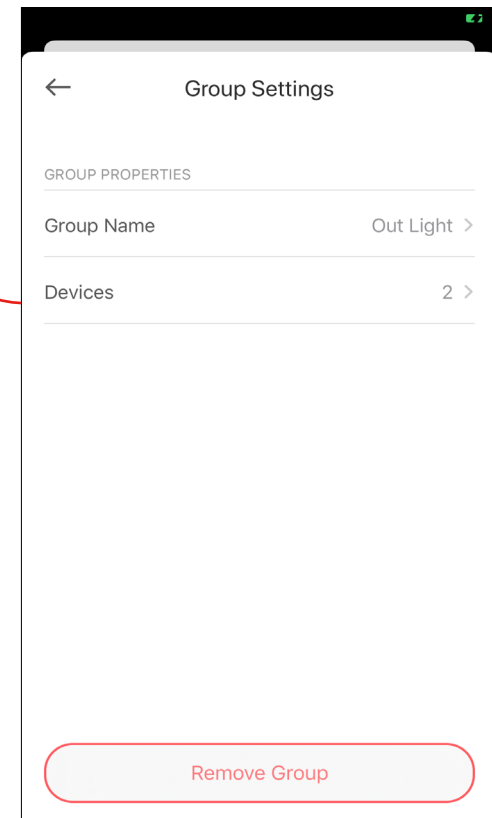 Group Settings
GROUP PROPERTIES
Group Name Out Light
Devices 2
Remove Group